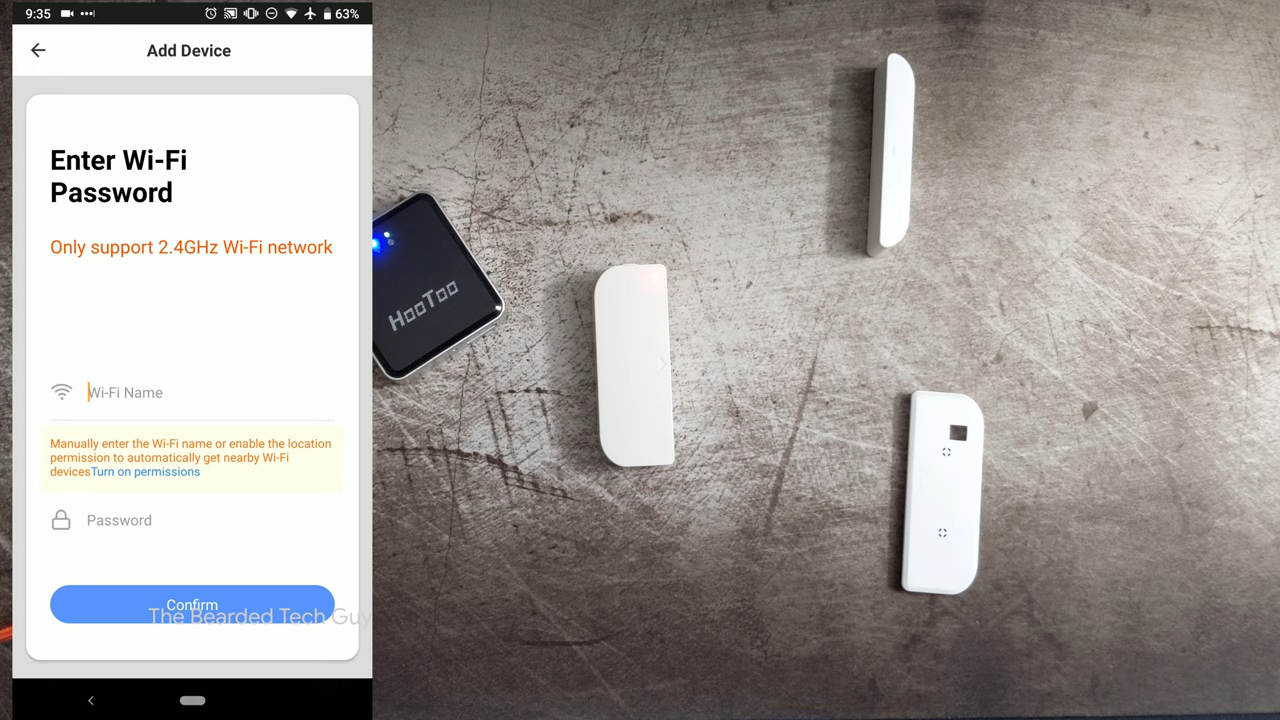 9:35
63%
Add Device
Enter Wi-Fi
Password
Only support 2.4GHz Wi-Fi network
Wi-Fi Name
Manually enter the Wi-Fi name or enable the location
permission to automatically get nearby Wi-Fi
devicesTurn on permissions
Password
Confirm
The Bearded Tech Guy
HooToo